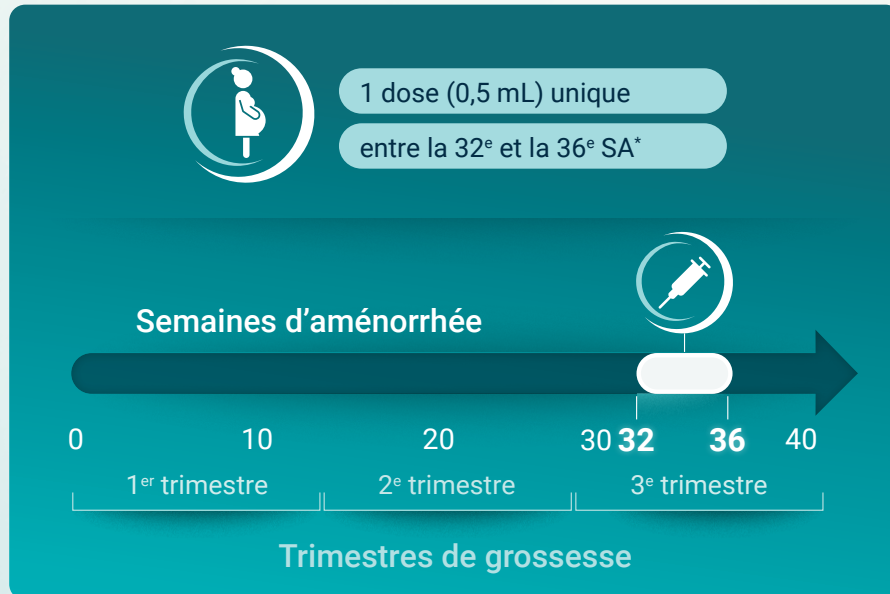 1 dose (0,5 mL) unique
entre la 32e et la 36e SA*
Semaines d’aménorrhée
0 10 20 30 32 36 40
1er trimestre 2e trimestre 3e trimestre
Trimestres de grossesse